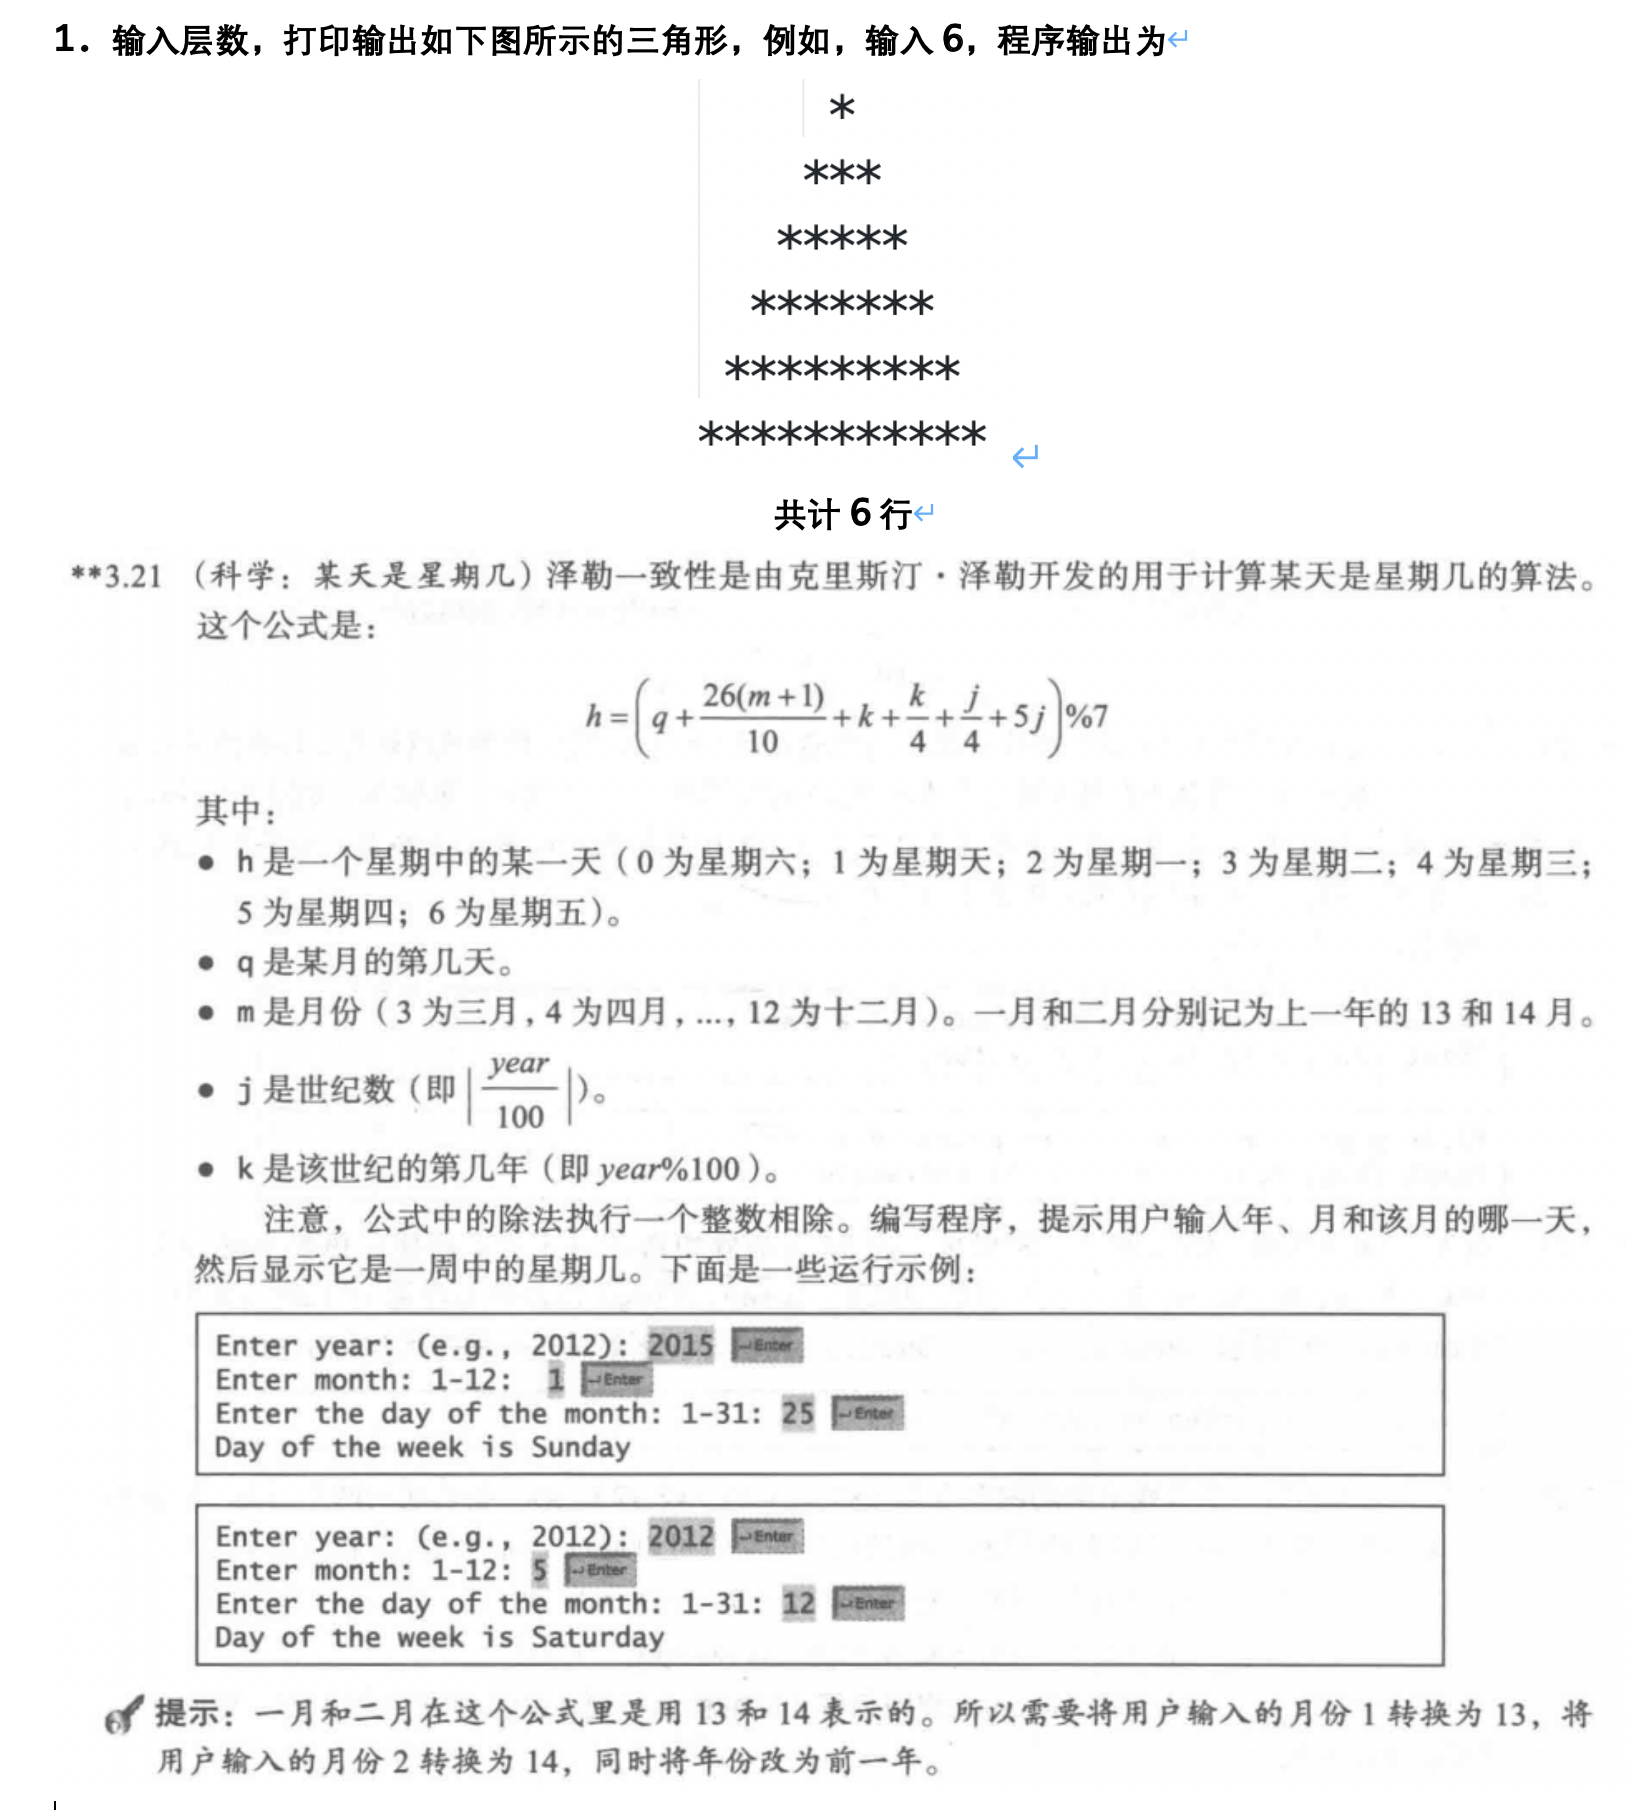 1. 输入层数，打印输出如下图所示的三角形，例如，输入 6，程序输出为↵
*
***
*****
*******
*********
***********
↵
共计 6 行↵
**3.21 （科学：某天是星期几）泽勒一致性是由克里斯汀·泽勒开发的用于计算某天是星期几的算法。
这个公式是：
h = ( q + 26(m+1)/10 + k + k/4 + j/4 + 5j ) %7
其中：
● h 是一个星期中的某一天（0 为星期六；1 为星期天；2 为星期一；3 为星期二；4 为星期三；
5 为星期四；6 为星期五）。
● q 是某月的第几天。
● m 是月份（3 为三月, 4 为四月, ..., 12 为十二月）。一月和二月分别记为上一年的 13 和 14 月。
● j 是世纪数（即 |year/100|）。
● k 是该世纪的第几年（即 year%100）。
注意，公式中的除法执行一个整数相除。编写程序，提示用户输入年、月和该月的哪一天，
然后显示它是一周中的星期几。下面是一些运行示例：
Enter year: (e.g., 2012): 2015 ↵Enter
Enter month: 1-12: 1 ↵Enter
Enter the day of the month: 1-31: 25 ↵Enter
Day of the week is Sunday
Enter year: (e.g., 2012): 2012 ↵Enter
Enter month: 1-12: 5 ↵Enter
Enter the day of the month: 1-31: 12 ↵Enter
Day of the week is Saturday
提示：一月和二月在这个公式里是用 13 和 14 表示的。所以需要将用户输入的月份 1 转换为 13，将
用户输入的月份 2 转换为 14，同时将年份改为前一年。